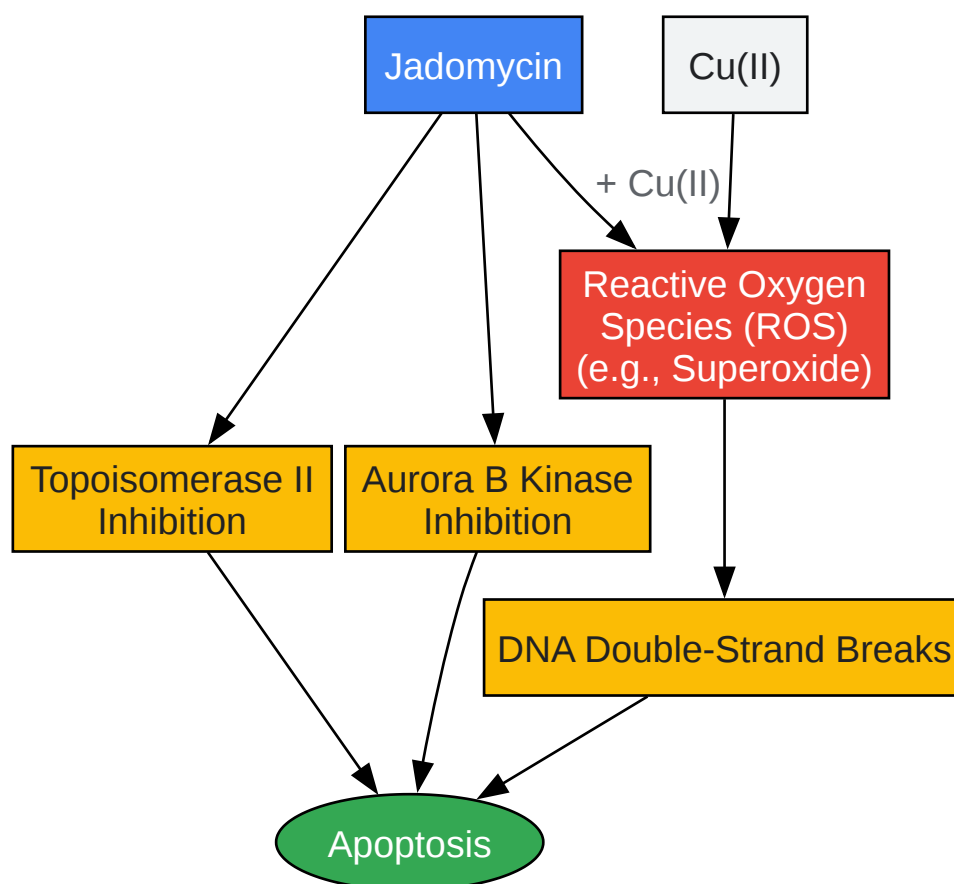 Jadomycin
Cu(II)
+ Cu(II)
Reactive Oxygen
Species (ROS)
(e.g., Superoxide)
Topoisomerase II
Inhibition
Aurora B Kinase
Inhibition
DNA Double-Strand Breaks
Apoptosis